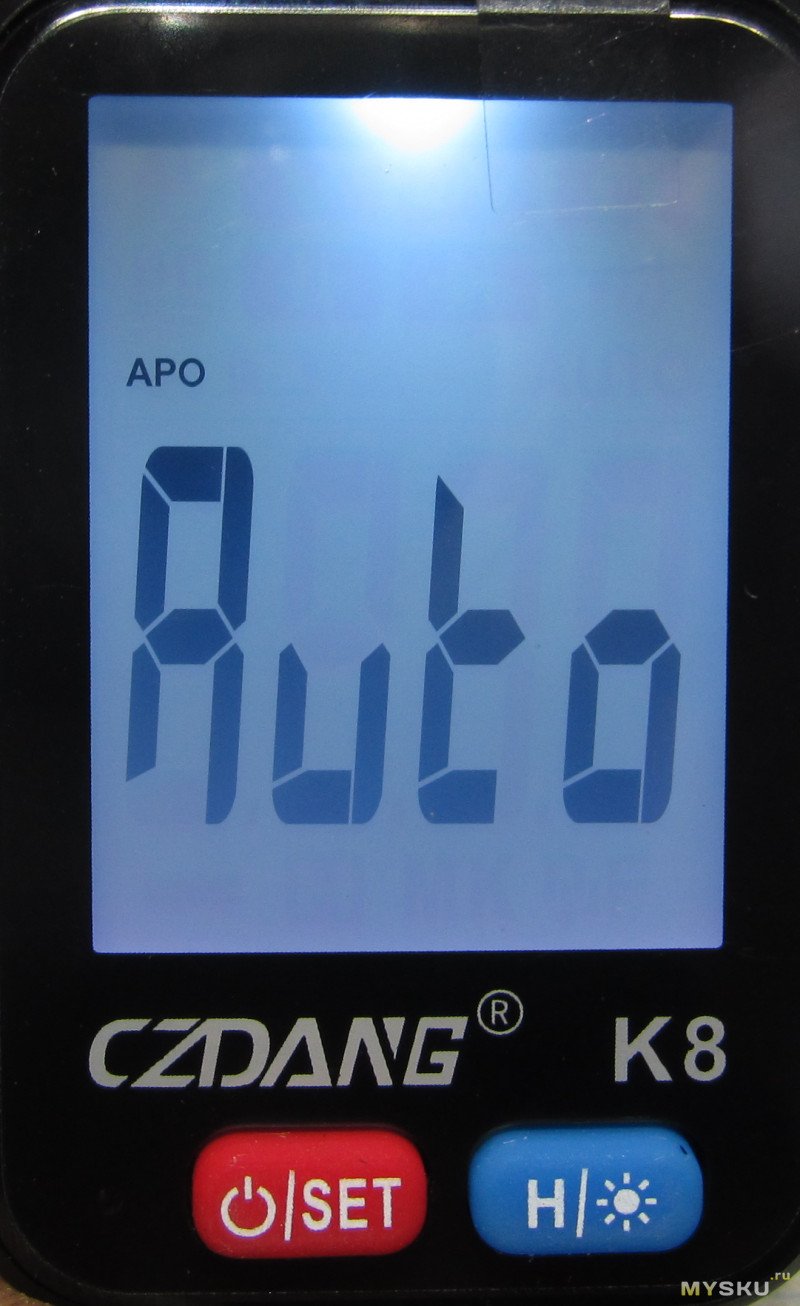 APO
Auto
CZDANG® K8
/SET H/
MYSKU.ru